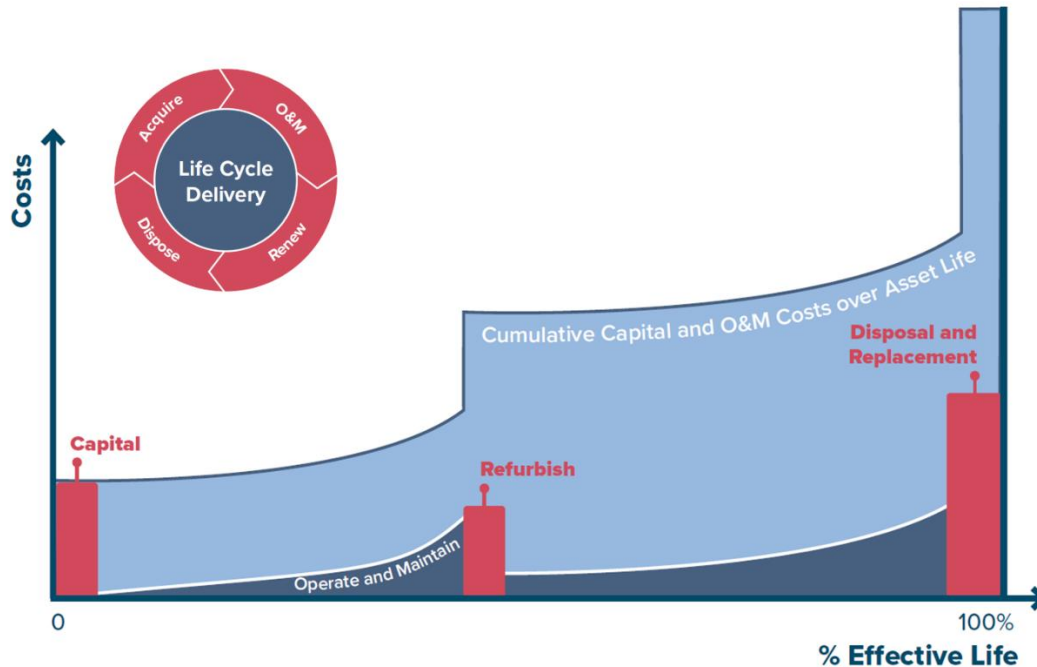 Costs
Acquire
O&M
Life Cycle
Delivery
Dispose
Renew
Cumulative Capital and O&M Costs over Asset Life
Disposal and
Replacement
Capital
Refurbish
Operate and Maintain
0
100%
% Effective Life